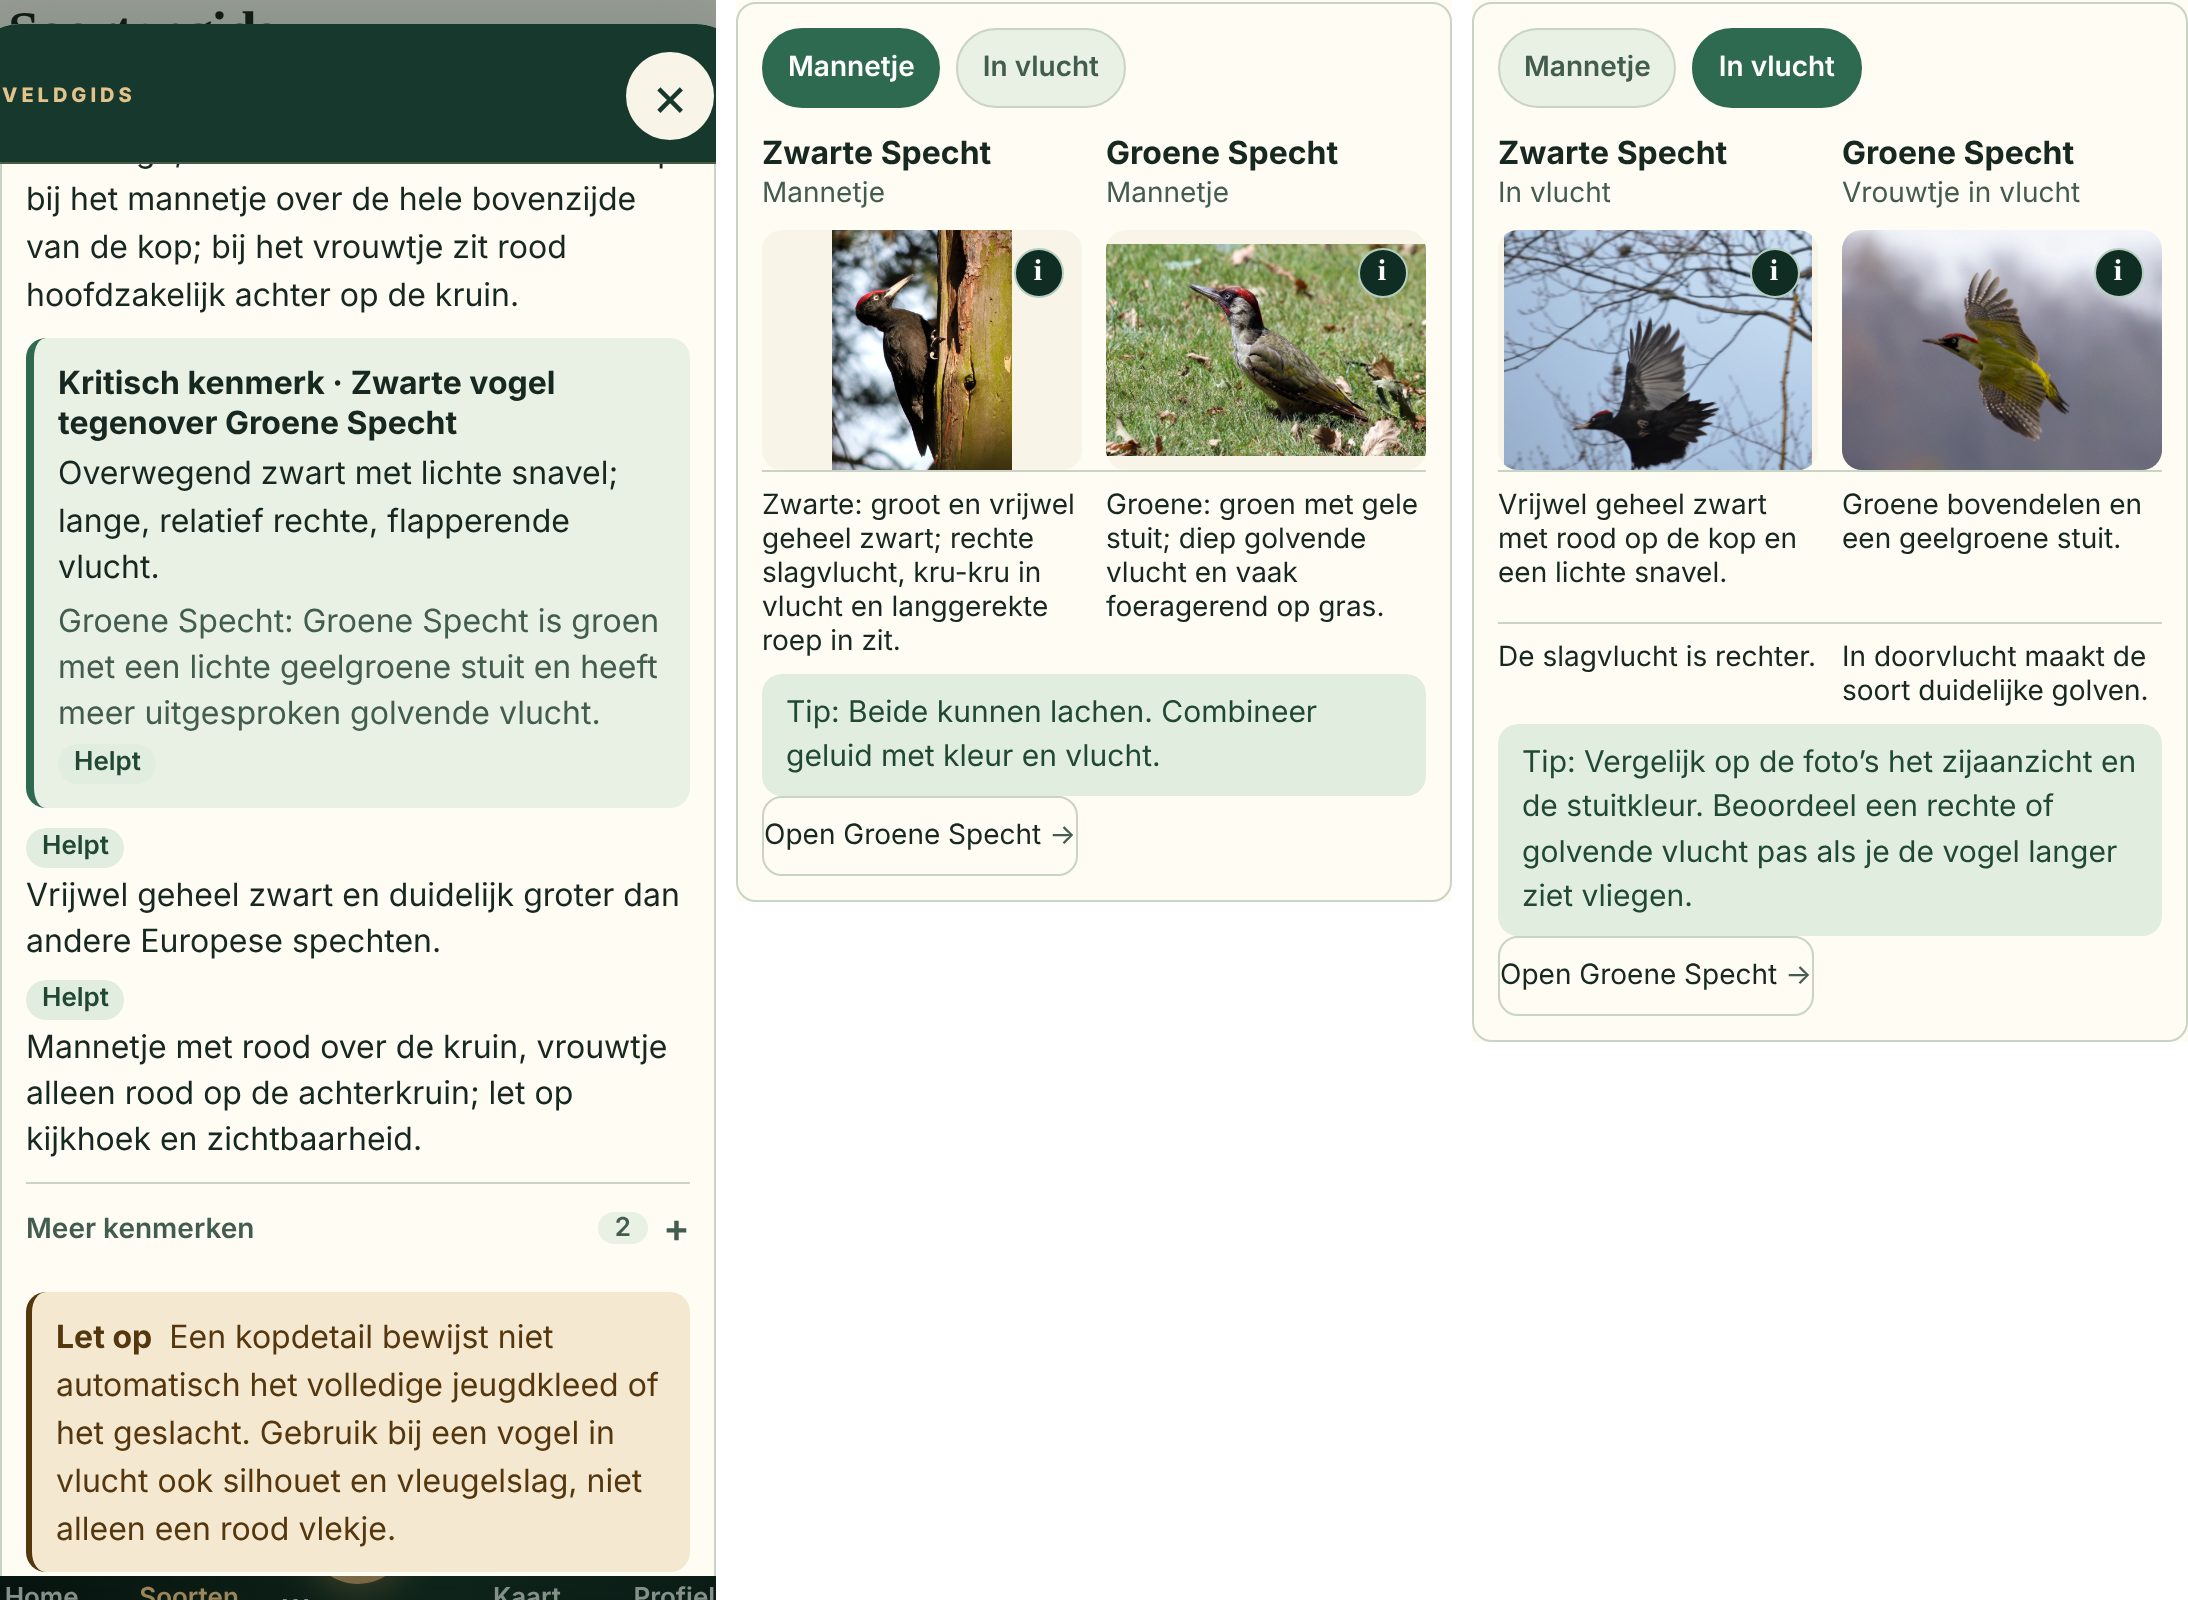 VELDGIDS
×
bij het mannetje over de hele bovenzijde
van de kop; bij het vrouwtje zit rood
hoofdzakelijk achter op de kruin.
Kritisch kenmerk · Zwarte vogel
tegenover Groene Specht
Overwegend zwart met lichte snavel;
lange, relatief rechte, flapperende
vlucht.
Groene Specht: Groene Specht is groen
met een lichte geelgroene stuit en heeft
meer uitgesproken golvende vlucht.
Helpt
Helpt
Vrijwel geheel zwart en duidelijk groter dan
andere Europese spechten.
Helpt
Mannetje met rood over de kruin, vrouwtje
alleen rood op de achterkruin; let op
kijkhoek en zichtbaarheid.
Meer kenmerken 2 +
Let op Een kopdetail bewijst niet
automatisch het volledige jeugdkleed of
het geslacht. Gebruik bij een vogel in
vlucht ook silhouet en vleugelslag, niet
alleen een rood vlekje.
Home Soorten Kaart Profiel
Mannetje In vlucht
Zwarte Specht Groene Specht
Mannetje Mannetje
i i
Zwarte: groot en vrijwel
geheel zwart; rechte
slagvlucht, kru-kru in
vlucht en langgerekte
roep in zit.
Groene: groen met gele
stuit; diep golvende
vlucht en vaak
foeragerend op gras.
Tip: Beide kunnen lachen. Combineer
geluid met kleur en vlucht.
Open Groene Specht →
Mannetje In vlucht
Zwarte Specht Groene Specht
In vlucht Vrouwtje in vlucht
i i
Vrijwel geheel zwart
met rood op de kop en
een lichte snavel.
Groene bovendelen en
een geelgroene stuit.
De slagvlucht is rechter.
In doorvlucht maakt de
soort duidelijke golven.
Tip: Vergelijk op de foto’s het zijaanzicht en
de stuitkleur. Beoordeel een rechte of
golvende vlucht pas als je de vogel langer
ziet vliegen.
Open Groene Specht →